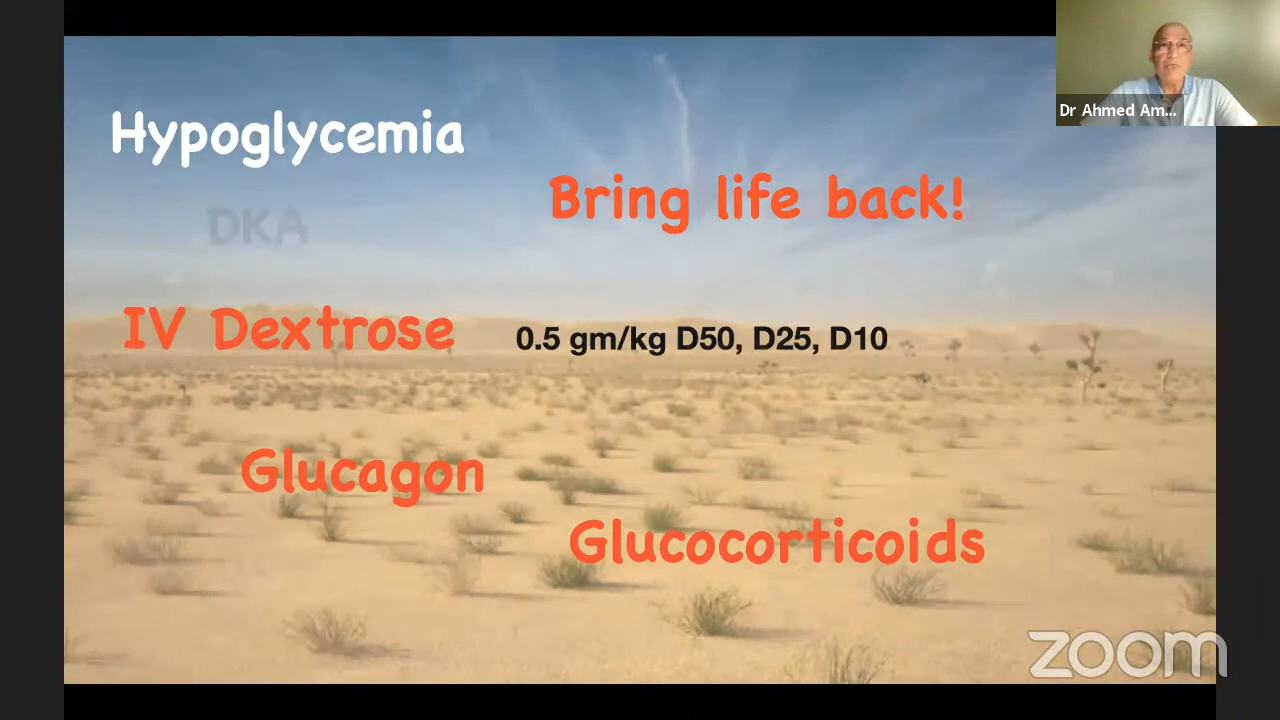 Dr Ahmed Am...
Hypoglycemia
Bring life back!
DKA
IV Dextrose
0.5 gm/kg D50, D25, D10
Glucagon
Glucocorticoids
zoom